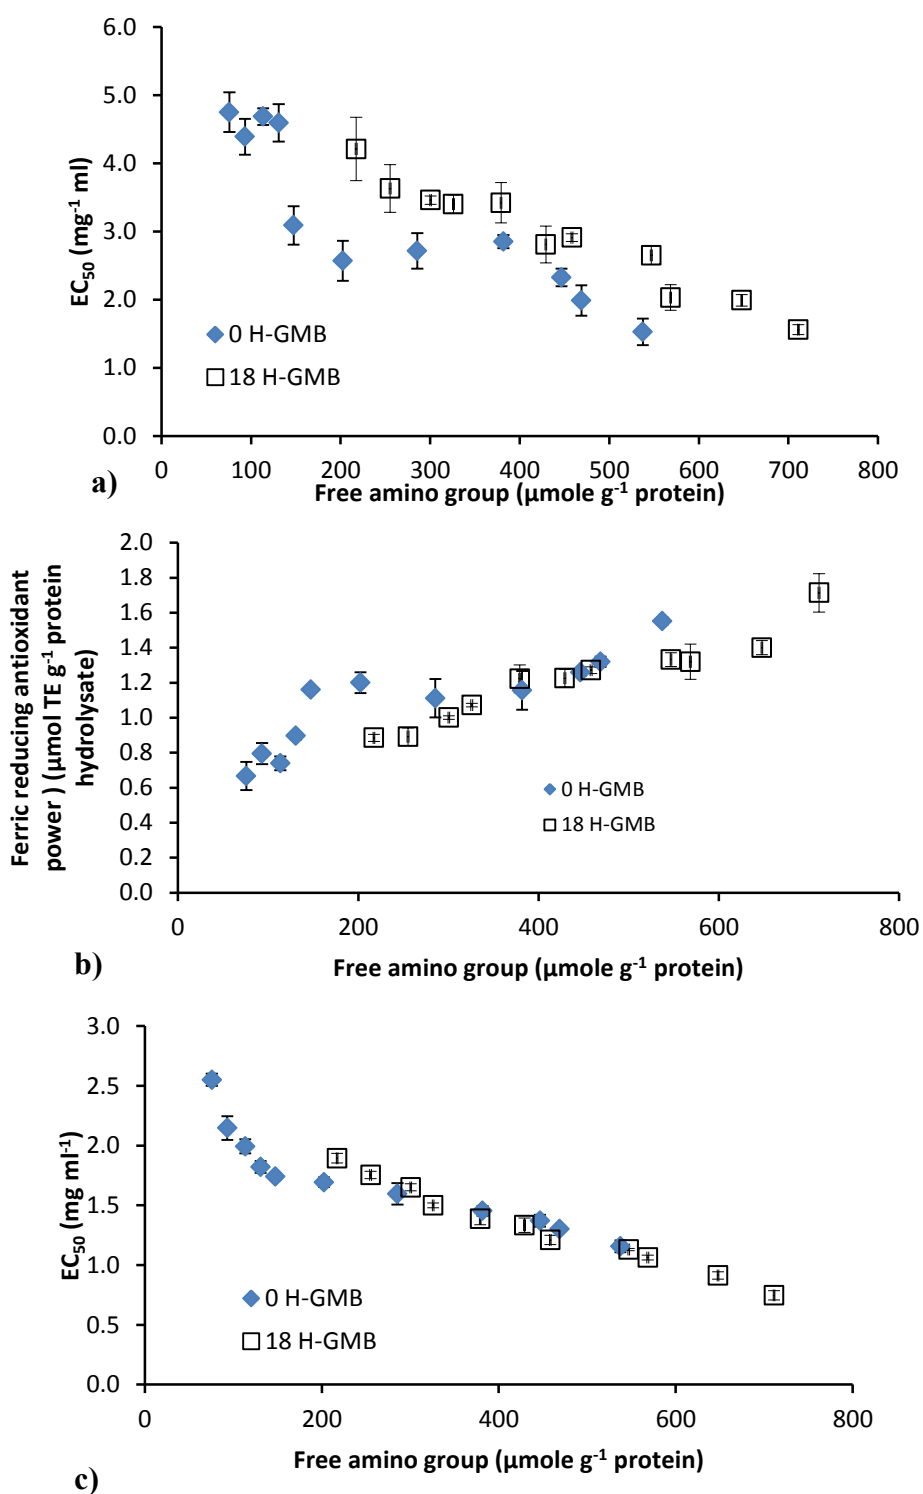 6.0
5.0
4.0
3.0
2.0
1.0
0.0
EC50 (mg-1 ml)
0 H-GMB
18 H-GMB
0 100 200 300 400 500 600 700 800
Free amino group (µmole g-1 protein)
a)
2.0
1.8
1.6
1.4
1.2
1.0
0.8
0.6
0.4
0.2
0.0
Ferric reducing antioxidant
power ) (µmol TE g-1 protein
hydrolysate)
0 H-GMB
18 H-GMB
0 200 400 600 800
Free amino group (µmole g-1 protein)
b)
3.0
2.5
2.0
1.5
1.0
0.5
0.0
EC50 (mg ml-1)
0 H-GMB
18 H-GMB
0 200 400 600 800
Free amino group (µmole g-1 protein)
c)